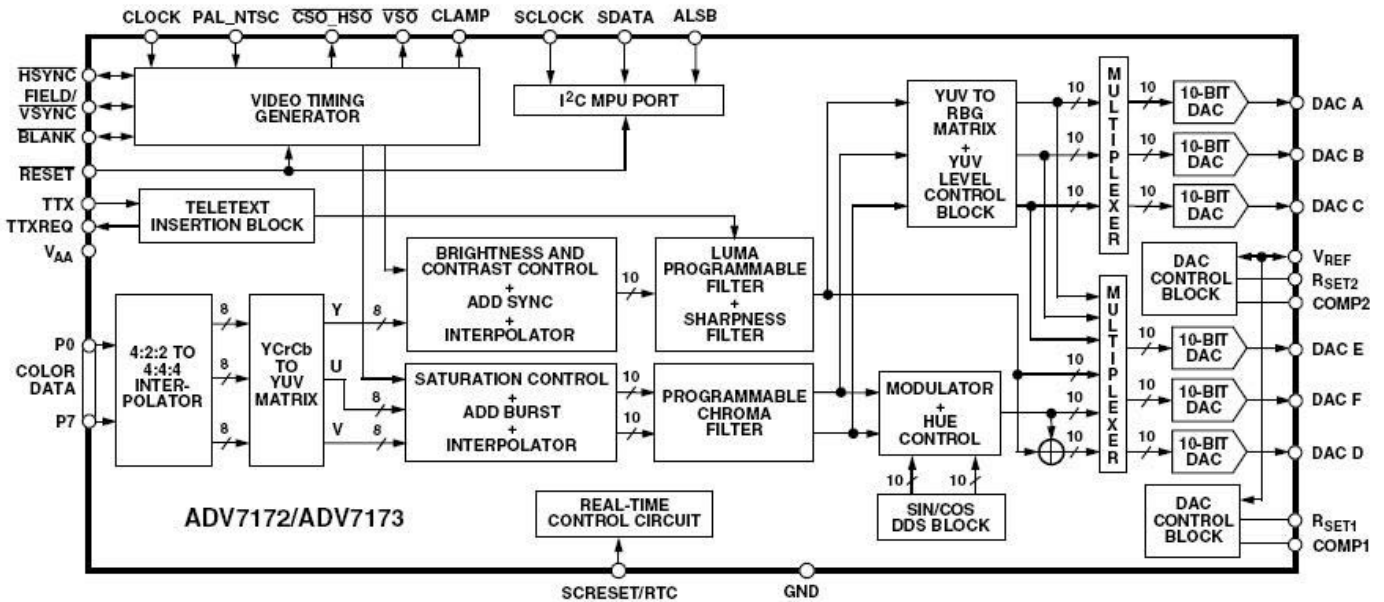 CLOCK PAL_NTSC CSO_HSO VSO CLAMP SCLOCK SDATA ALSB
HSYNC
FIELD/
VSYNC
BLANK
RESET
TTX
TTXREQ
VAA
P0
COLOR
DATA
P7
VIDEO TIMING
GENERATOR
I2C MPU PORT
TELETEXT
INSERTION BLOCK
4:2:2 TO
4:4:4
INTER-
POLATOR
8
8
8
YCrCb
TO
YUV
MATRIX
Y
U
V
8
8
8
BRIGHTNESS AND
CONTRAST CONTROL
+
ADD SYNC
+
INTERPOLATOR
10
LUMA
PROGRAMMABLE
FILTER
+
SHARPNESS
FILTER
SATURATION CONTROL
+
ADD BURST
+
INTERPOLATOR
10
10
PROGRAMMABLE
CHROMA
FILTER
YUV TO
RBG
MATRIX
+
YUV
LEVEL
CONTROL
BLOCK
10
10
10
MULTIPLEXER
10
10
10
10-BIT
DAC
10-BIT
DAC
10-BIT
DAC
DAC A
DAC B
DAC C
DAC
CONTROL
BLOCK
VREF
RSET2
COMP2
MODULATOR
+
HUE
CONTROL
10
10
SIN/COS
DDS BLOCK
10
10
10
MULTIPLEXER
10
10
10
10-BIT
DAC
10-BIT
DAC
10-BIT
DAC
DAC E
DAC F
DAC D
DAC
CONTROL
BLOCK
RSET1
COMP1
ADV7172/ADV7173
REAL-TIME
CONTROL CIRCUIT
SCRESET/RTC
GND